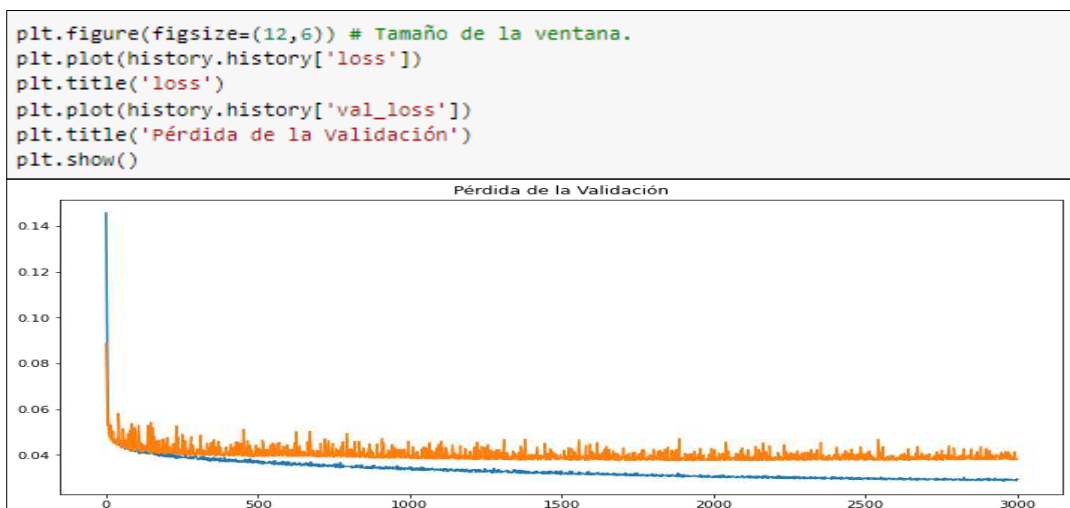 plt.figure(figsize=(12,6)) # Tamaño de la ventana.
plt.plot(history.history['loss'])
plt.title('loss')
plt.plot(history.history['val_loss'])
plt.title('Pérdida de la Validación')
plt.show()
Pérdida de la Validación
0.14
0.12
0.10
0.08
0.06
0.04
0 500 1000 1500 2000 2500 3000